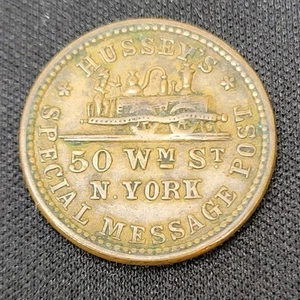 HUSSEY'S
50 WM ST
N. YORK
SPECIAL MESSAGE POST